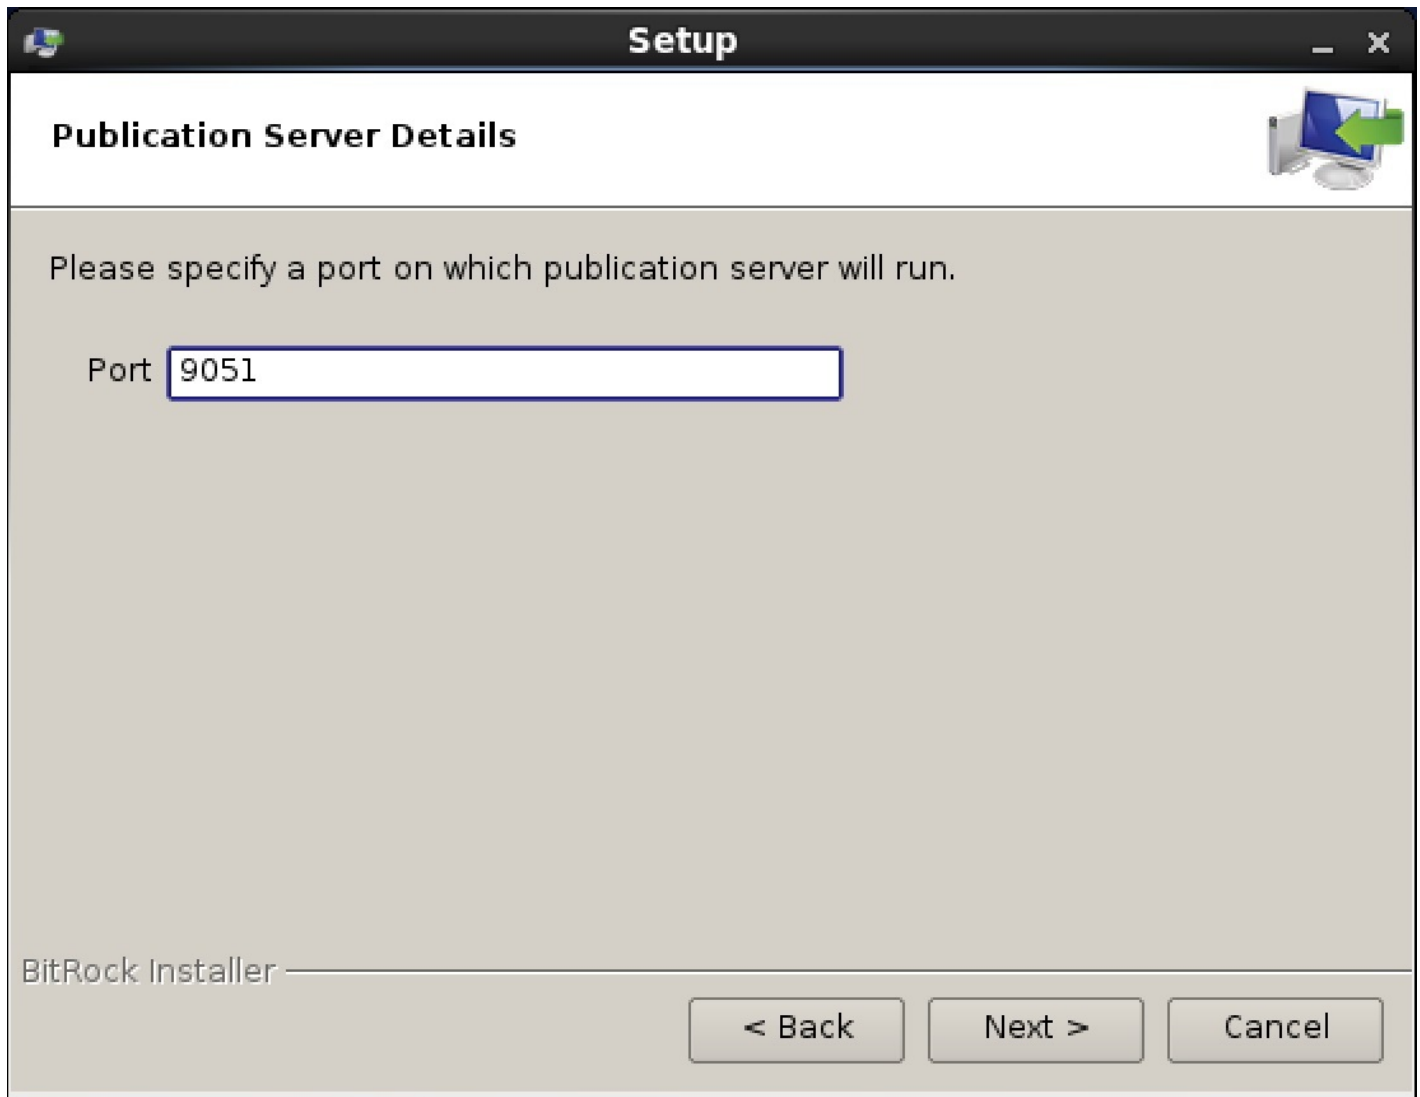 Setup
Publication Server Details
Please specify a port on which publication server will run.
Port 9051
BitRock Installer
< Back Next > Cancel